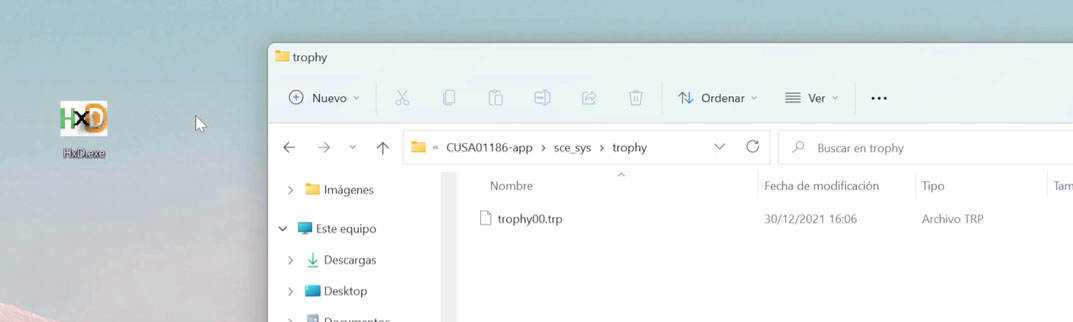 trophy
Nuevo
Ordenar
Ver
HxD
HxD.exe
« CUSA01186-app > sce_sys > trophy
Buscar en trophy
Imágenes
Nombre
Fecha de modificación
Tipo
Tam
trophy00.trp
30/12/2021 16:06
Archivo TRP
Este equipo
Descargas
Desktop
Documentos